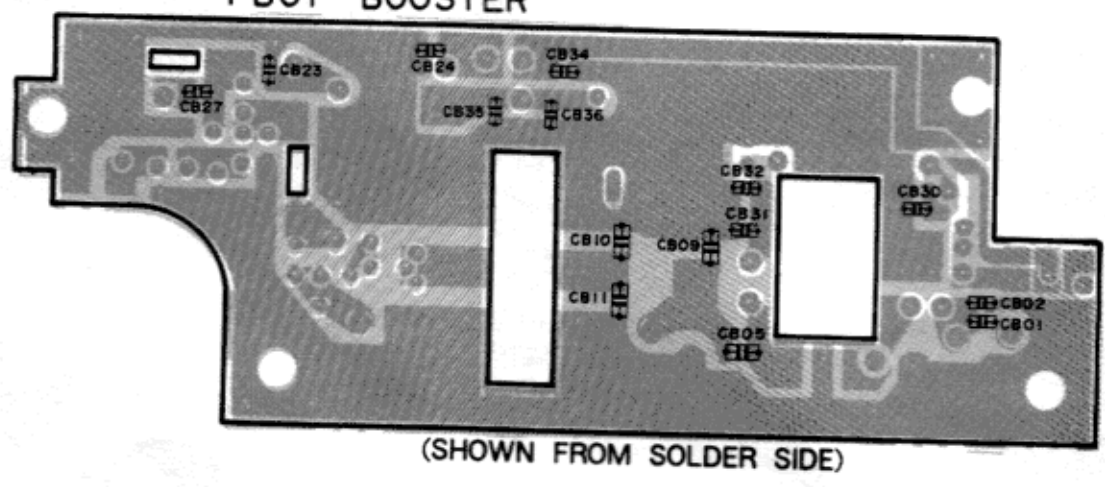 BOOSTER
CB24
CB34
CB23
CB27
CB35
CB36
CB32
CB30
CB31
CB10
CB09
CB11
CB02
CB01
CB05
(SHOWN FROM SOLDER SIDE)